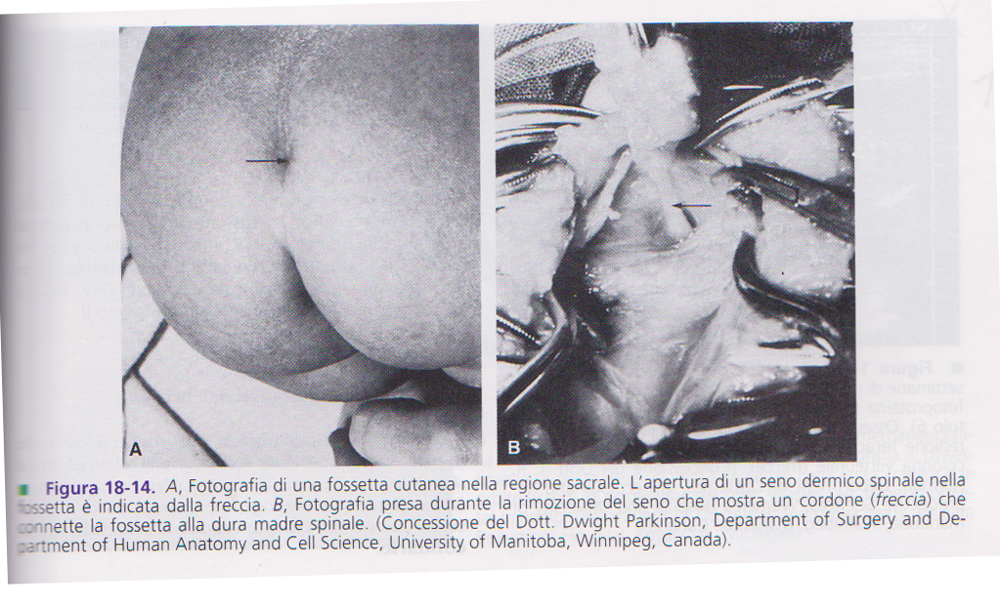 A
B
Figura 18-14. A, Fotografia di una fossetta cutanea nella regione sacrale. L'apertura di un seno dermico spinale nella
fossetta è indicata dalla freccia. B, Fotografia presa durante la rimozione del seno che mostra un cordone (freccia) che
connette la fossetta alla dura madre spinale. (Concessione del Dott. Dwight Parkinson, Department of Surgery and De-
partment of Human Anatomy and Cell Science, University of Manitoba, Winnipeg, Canada).